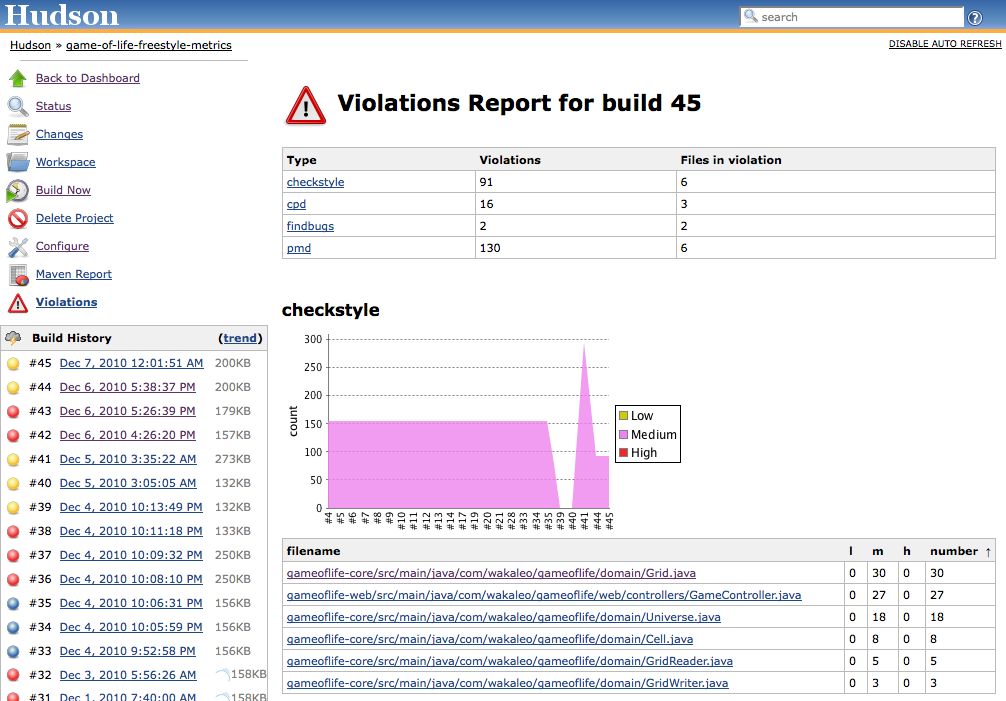 Hudson
search
Hudson » game-of-life-freestyle-metrics
DISABLE AUTO REFRESH
Back to Dashboard
Status
Changes
Workspace
Build Now
Delete Project
Configure
Maven Report
Violations
Build History (trend)
#45 Dec 7, 2010 12:01:51 AM 200KB
#44 Dec 6, 2010 5:38:37 PM 200KB
#43 Dec 6, 2010 5:26:39 PM 179KB
#42 Dec 6, 2010 4:26:20 PM 157KB
#41 Dec 5, 2010 3:35:22 AM 273KB
#40 Dec 5, 2010 3:05:05 AM 132KB
#39 Dec 4, 2010 10:13:49 PM 132KB
#38 Dec 4, 2010 10:11:18 PM 133KB
#37 Dec 4, 2010 10:09:32 PM 250KB
#36 Dec 4, 2010 10:08:10 PM 250KB
#35 Dec 4, 2010 10:06:31 PM 156KB
#34 Dec 4, 2010 10:05:59 PM 156KB
#33 Dec 4, 2010 9:52:58 PM 156KB
#32 Dec 3, 2010 5:56:26 AM 158KB
#31 Dec 1, 2010 7:40:00 AM 158KB
Violations Report for build 45
Type Violations Files in violation
checkstyle 91 6
cpd 16 3
findbugs 2 2
pmd 130 6
checkstyle
300
250
200
150
100
50
0
count
#4 #5 #6 #7 #8 #9 #10 #11 #12 #13 #14 #17 #19 #20 #21 #28 #33 #34 #35 #39 #40 #41 #44 #45
Low
Medium
High
filename l m h number ↑
gameoflife-core/src/main/java/com/wakaleo/gameoflife/domain/Grid.java 0 30 0 30
gameoflife-web/src/main/java/com/wakaleo/gameoflife/web/controllers/GameController.java 0 27 0 27
gameoflife-core/src/main/java/com/wakaleo/gameoflife/domain/Universe.java 0 18 0 18
gameoflife-core/src/main/java/com/wakaleo/gameoflife/domain/Cell.java 0 8 0 8
gameoflife-core/src/main/java/com/wakaleo/gameoflife/domain/GridReader.java 0 5 0 5
gameoflife-core/src/main/java/com/wakaleo/gameoflife/domain/GridWriter.java 0 3 0 3